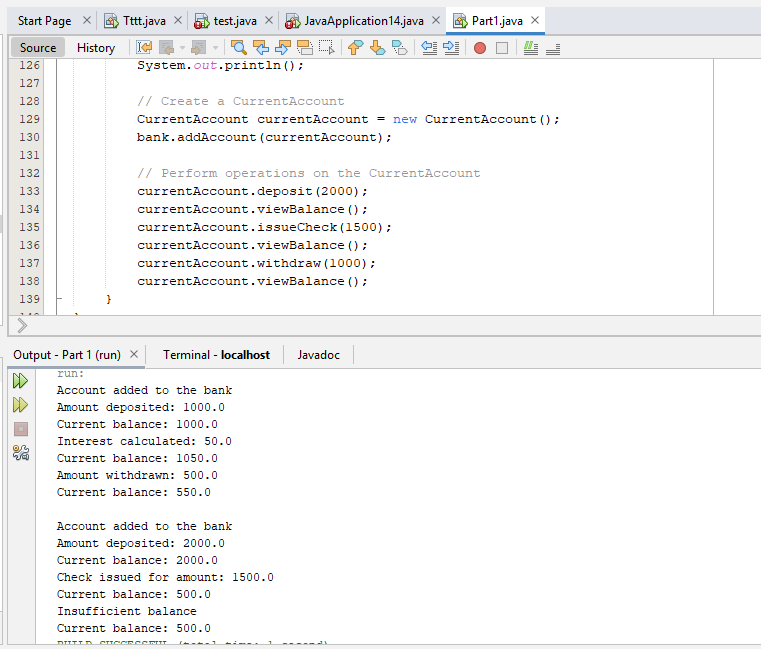 Start Page Tttt.java test.java JavaApplication14.java Part1.java
Source History
126 System.out.println();
127
128 // Create a CurrentAccount
129 CurrentAccount currentAccount = new CurrentAccount();
130 bank.addAccount(currentAccount);
131
132 // Perform operations on the CurrentAccount
133 currentAccount.deposit(2000);
134 currentAccount.viewBalance();
135 currentAccount.issueCheck(1500);
136 currentAccount.viewBalance();
137 currentAccount.withdraw(1000);
138 currentAccount.viewBalance();
139 }
Output - Part 1 (run) Terminal - localhost Javadoc
run:
Account added to the bank
Amount deposited: 1000.0
Current balance: 1000.0
Interest calculated: 50.0
Current balance: 1050.0
Amount withdrawn: 500.0
Current balance: 550.0
Account added to the bank
Amount deposited: 2000.0
Current balance: 2000.0
Check issued for amount: 1500.0
Current balance: 500.0
Insufficient balance
Current balance: 500.0
BUILD SUCCESSFUL (total time: 1 second)